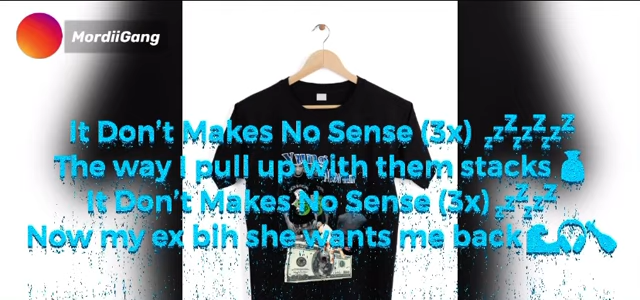 MordiiGang
It Don't Makes No Sense (3x) 💤💤💤
The way I pull up with them stacks 💰
It Don't Makes No Sense (3x) 💤💤💤
Now my ex bih she wants me back